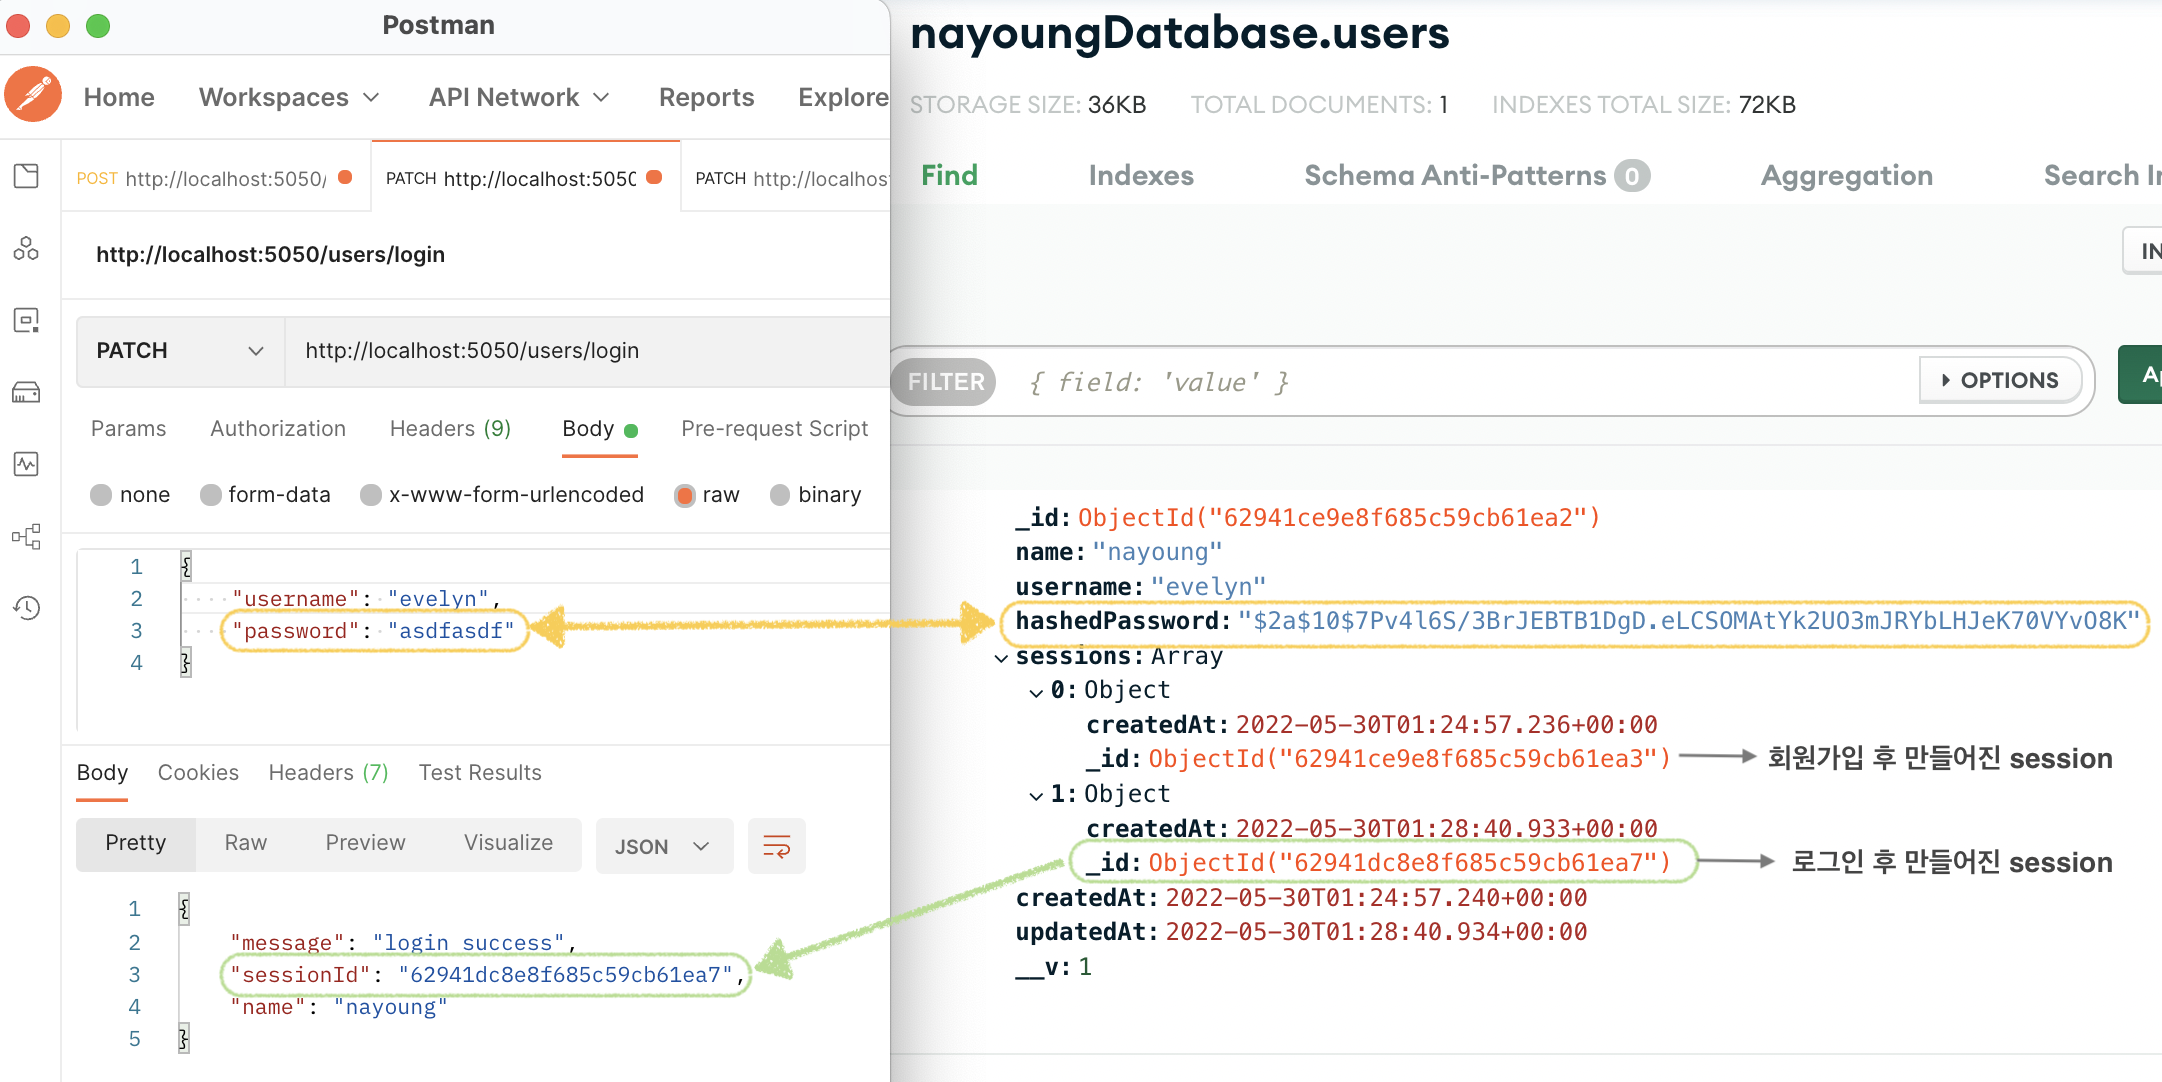 Postman
Home Workspaces API Network Reports Explore
POST http://localhost:5050/ PATCH http://localhost:505 PATCH http://localhos
http://localhost:5050/users/login
PATCH http://localhost:5050/users/login
Params Authorization Headers (9) Body Pre-request Script
none form-data x-www-form-urlencoded raw binary
1 {
2 "username": "evelyn",
3 "password": "asdfasdf"
4 }
Body Cookies Headers (7) Test Results
Pretty Raw Preview Visualize JSON
1 {
2 "message": "login success",
3 "sessionId": "62941dc8e8f685c59cb61ea7",
4 "name": "nayoung"
5 }
nayoungDatabase.users
STORAGE SIZE: 36KB TOTAL DOCUMENTS: 1 INDEXES TOTAL SIZE: 72KB
Find Indexes Schema Anti-Patterns 0 Aggregation Search I
IN
FILTER { field: 'value' } OPTIONS Ap
_id: ObjectId("62941ce9e8f685c59cb61ea2")
name: "nayoung"
username: "evelyn"
hashedPassword: "$2a$10$7Pv4l6S/3BrJEBTB1DgD.eLCSOMAtYk2UO3mJRYbLHJeK70VYvO8K"
sessions: Array
0: Object
createdAt: 2022-05-30T01:24:57.236+00:00
_id: ObjectId("62941ce9e8f685c59cb61ea3") 회원가입 후 만들어진 session
1: Object
createdAt: 2022-05-30T01:28:40.933+00:00
_id: ObjectId("62941dc8e8f685c59cb61ea7") 로그인 후 만들어진 session
createdAt: 2022-05-30T01:24:57.240+00:00
updatedAt: 2022-05-30T01:28:40.934+00:00
__v: 1